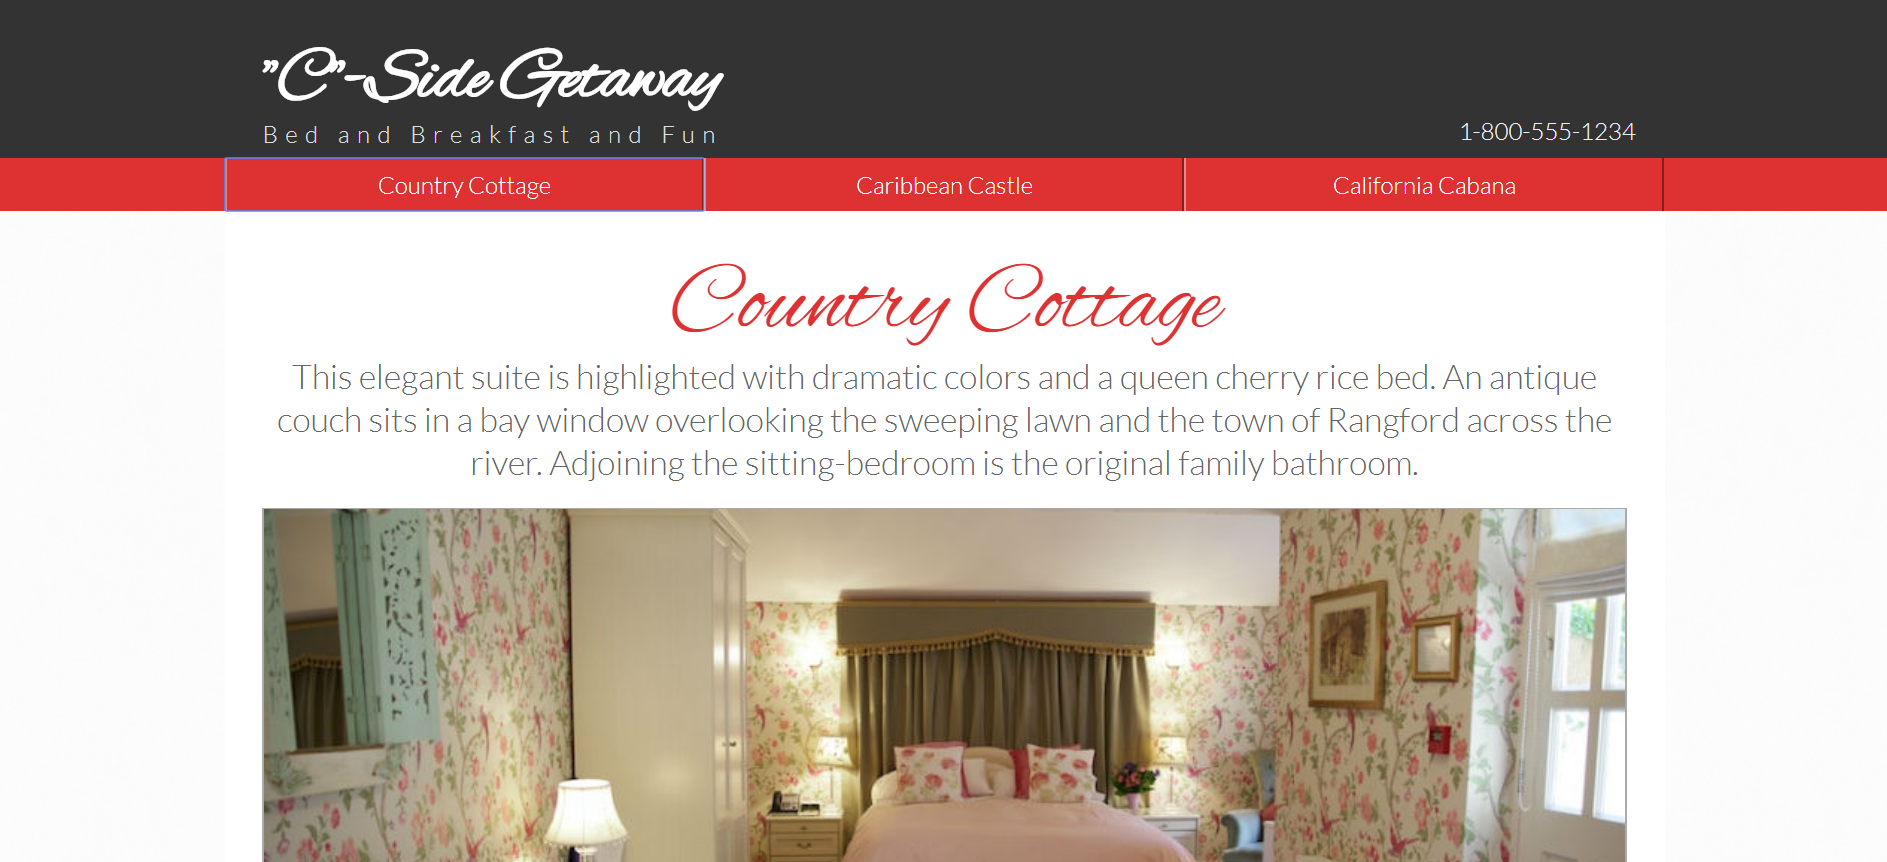 "C"-Side Getaway
Bed and Breakfast and Fun
1-800-555-1234
Country Cottage
Caribbean Castle
California Cabana
Country Cottage
This elegant suite is highlighted with dramatic colors and a queen cherry rice bed. An antique
couch sits in a bay window overlooking the sweeping lawn and the town of Rangford across the
river. Adjoining the sitting-bedroom is the original family bathroom.